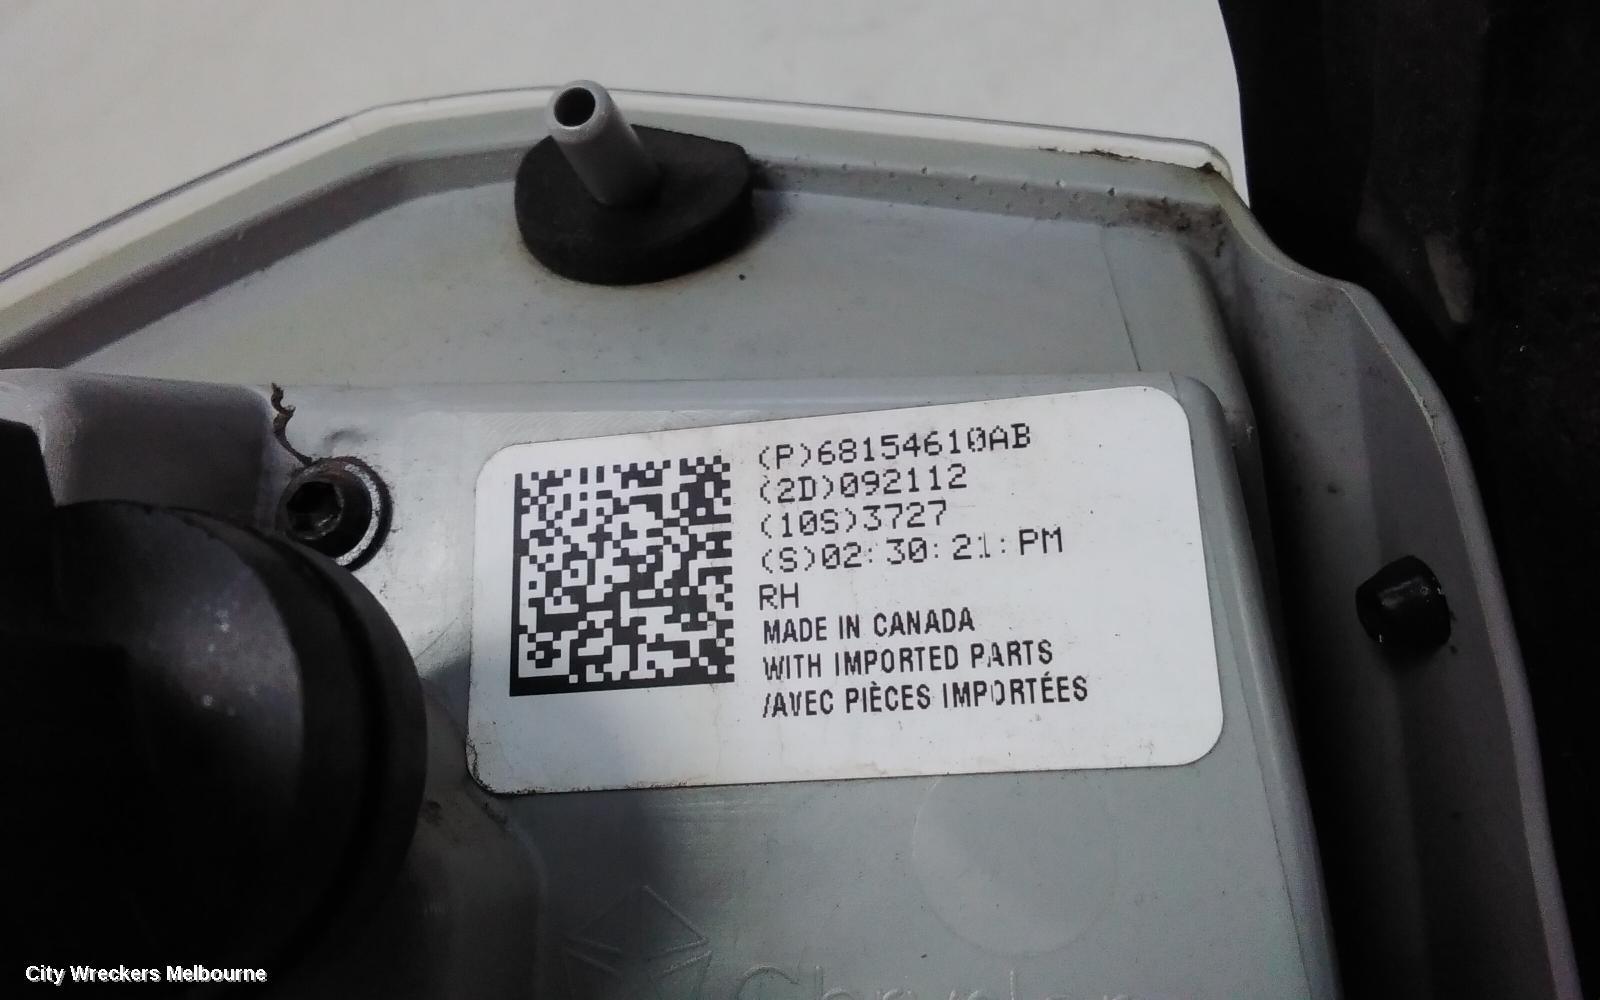 (P)68154610AB
(2D)092112
(10S)3727
(S)02:30:21:PM
RH
MADE IN CANADA
WITH IMPORTED PARTS
/AVEC PIÈCES IMPORTÉES
Chrysler
City Wreckers Melbourne